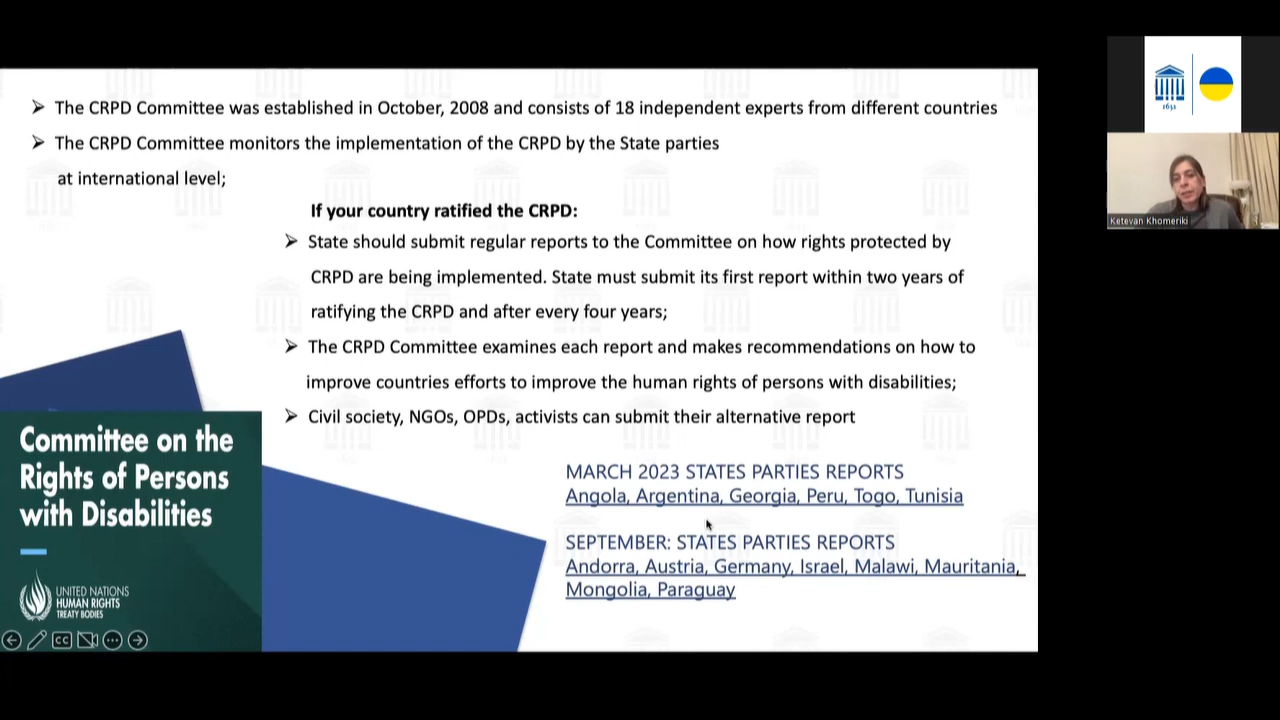 ➢ The CRPD Committee was established in October, 2008 and consists of 18 independent experts from different countries
➢ The CRPD Committee monitors the implementation of the CRPD by the State parties
at international level;
If your country ratified the CRPD:
➢ State should submit regular reports to the Committee on how rights protected by
CRPD are being implemented. State must submit its first report within two years of
ratifying the CRPD and after every four years;
➢ The CRPD Committee examines each report and makes recommendations on how to
improve countries efforts to improve the human rights of persons with disabilities;
➢ Civil society, NGOs, OPDs, activists can submit their alternative report
MARCH 2023 STATES PARTIES REPORTS
Angola, Argentina, Georgia, Peru, Togo, Tunisia
SEPTEMBER: STATES PARTIES REPORTS
Andorra, Austria, Germany, Israel, Malawi, Mauritania,
Mongolia, Paraguay
Committee on the
Rights of Persons
with Disabilities
UNITED NATIONS
HUMAN RIGHTS
TREATY BODIES
CC
1632
Ketevan Khomeriki